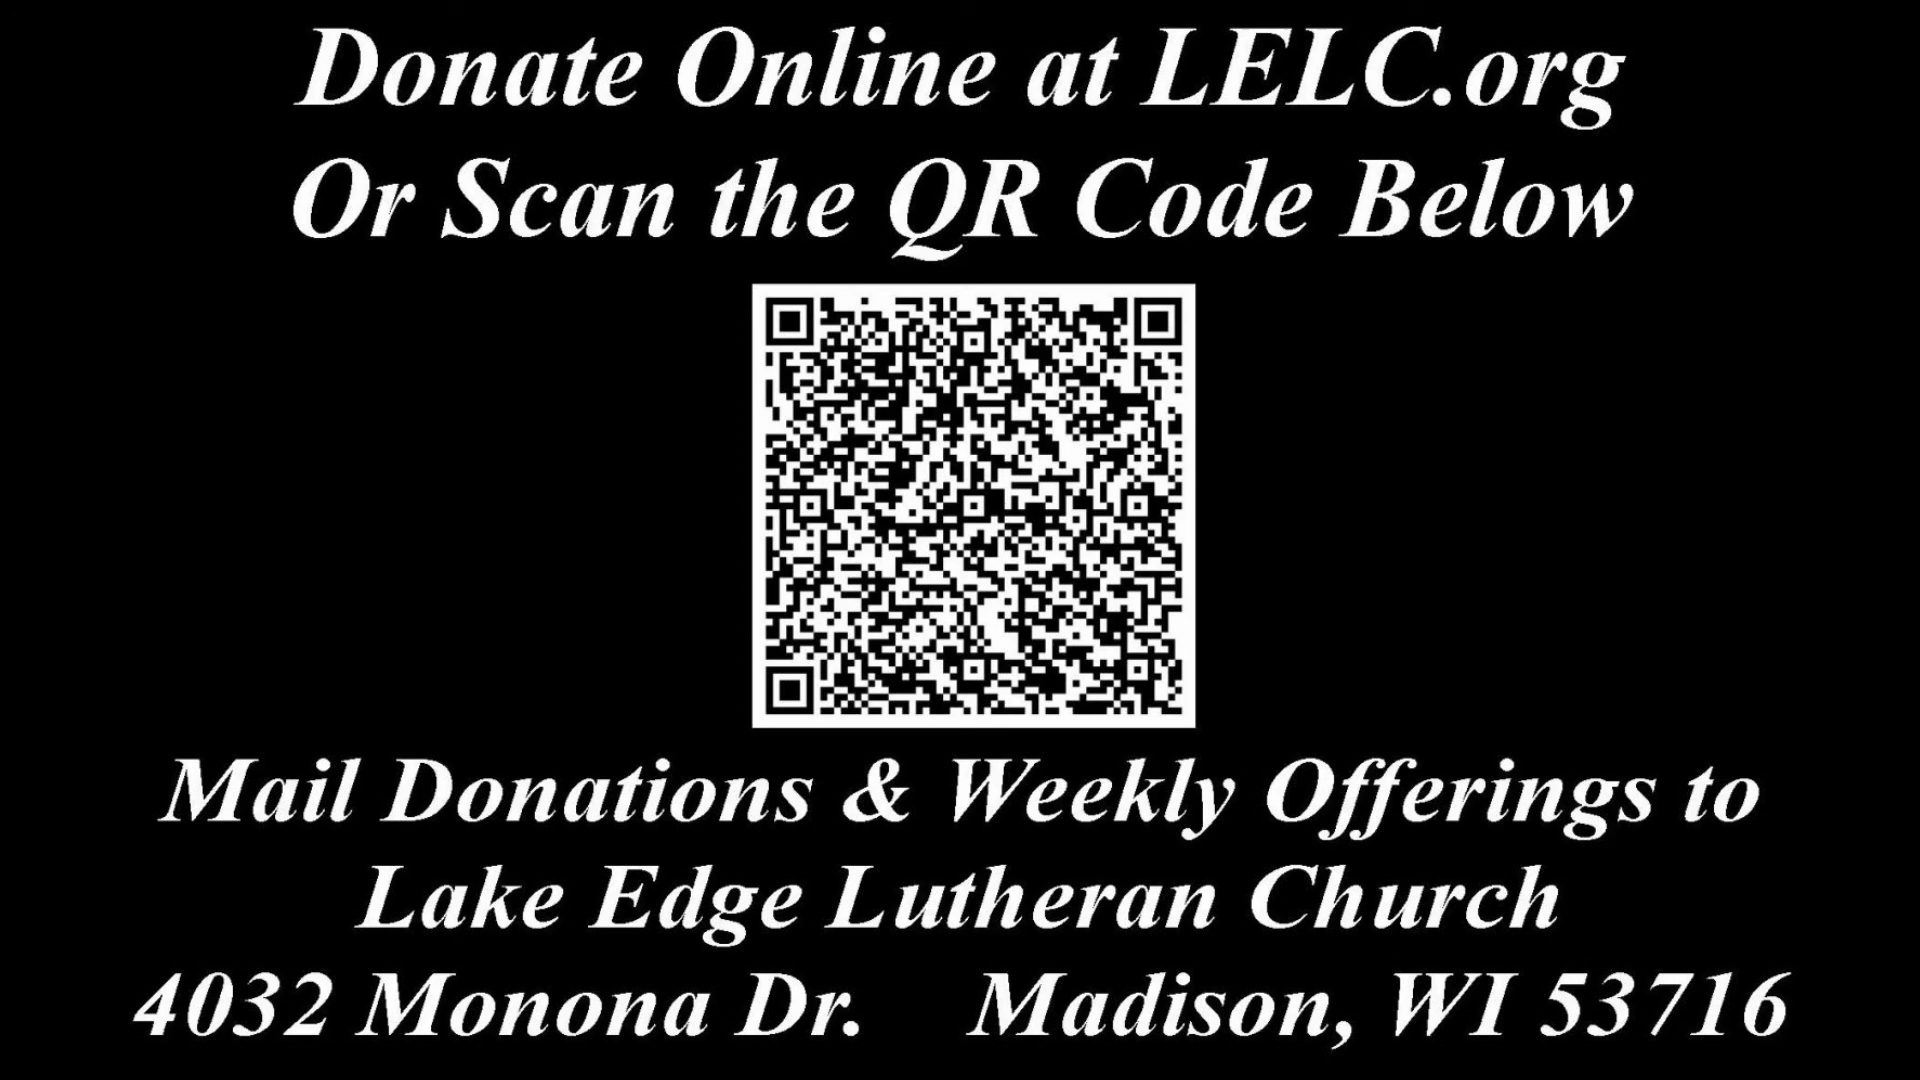 Donate Online at LELC.org
Or Scan the QR Code Below
Mail Donations & Weekly Offerings to
Lake Edge Lutheran Church
4032 Monona Dr. Madison, WI 53716